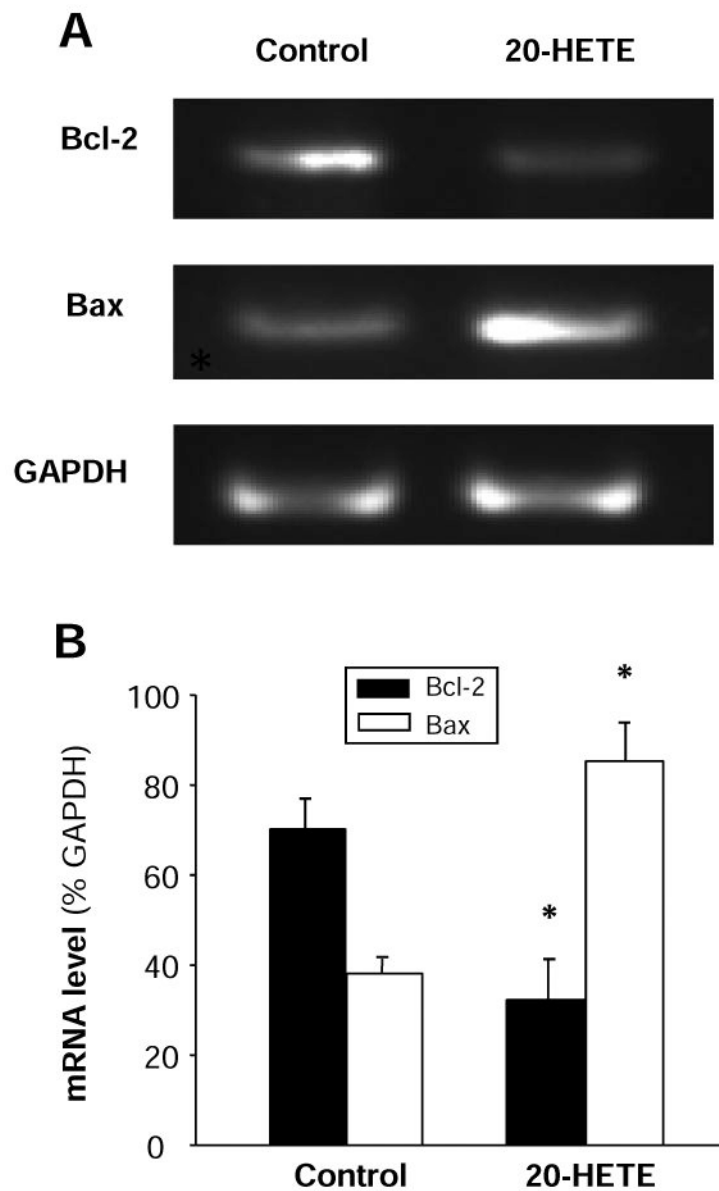 A
Control 20-HETE
Bcl-2
Bax
*
GAPDH
B
mRNA level (% GAPDH)
100
80
60
40
20
0
Bcl-2
Bax
*
*
Control 20-HETE